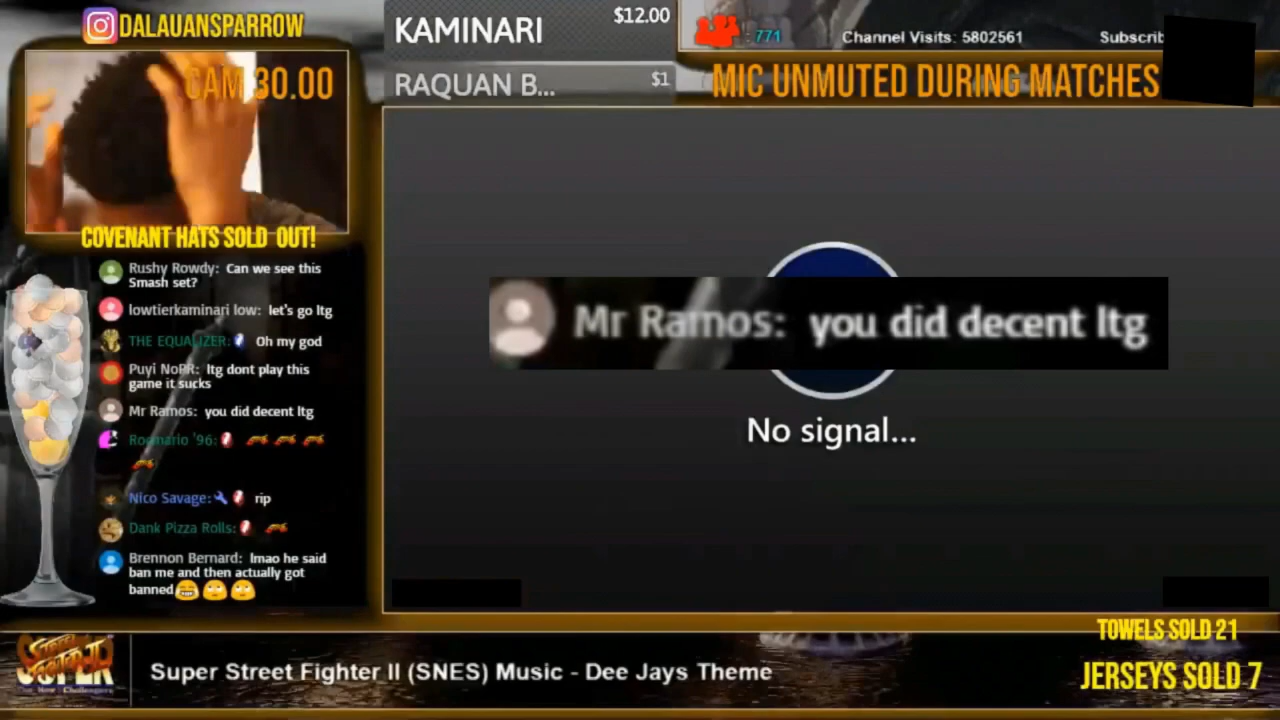 DALAUANSPARROW
CAM 30.00
COVENANT HATS SOLD OUT!
Rushy Rowdy: Can we see this
Smash set?
lowtierkaminari low: let's go ltg
THE EQUALIZER: Oh my god
Puyi NoPR: ltg dont play this
game it sucks
Mr Ramos: you did decent ltg
Roomario '96:
Nico Savage: rip
Dank Pizza Rolls:
Brennon Bernard: lmao he said
ban me and then actually got
banned
KAMINARI $12.00
RAQUAN B... $1
: 771 Channel Visits: 5802561 Subscrib
MIC UNMUTED DURING MATCHES
Mr Ramos: you did decent ltg
No signal...
TOWELS SOLD 21
JERSEYS SOLD 7
Super Street Fighter II (SNES) Music - Dee Jays Theme